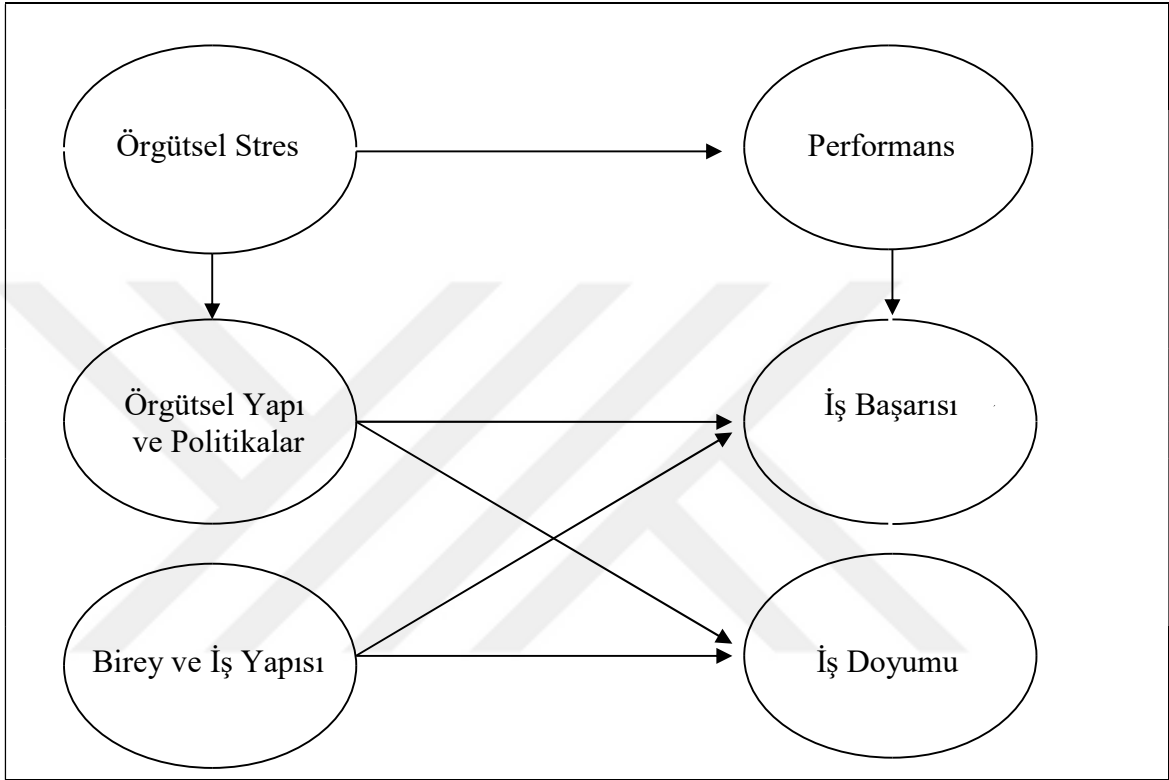 Örgütsel Stres
Performans
Örgütsel Yapı
ve Politikalar
İş Başarısı
Birey ve İş Yapısı
İş Doyumu